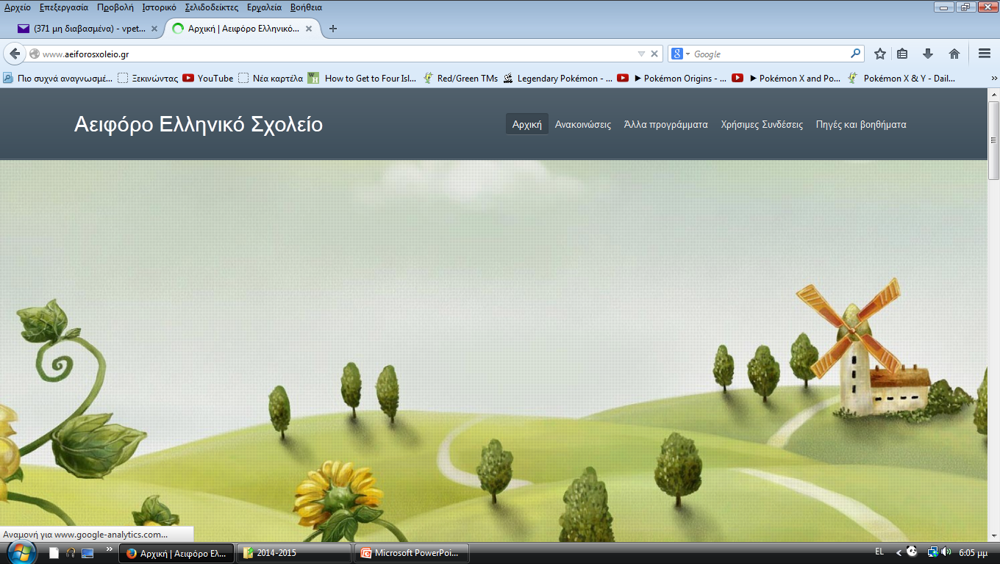 Αρχείο Επεξεργασία Προβολή Ιστορικό Σελιδοδείκτες Εργαλεία Βοήθεια
(371 μη διαβασμένα) - vpet... Αρχική | Αειφόρο Ελληνικό...
www.aeiforosxoleio.gr Google
Πιο συχνά αναγνωσμέ... Ξεκινώντας YouTube Νέα καρτέλα How to Get to Four Isl... Red/Green TMs Legendary Pokémon - ... ► Pokémon Origins - ... ► Pokémon X and Po... Pokémon X & Y - Dail... »
Αειφόρο Ελληνικό Σχολείο
Αρχική Ανακοινώσεις Άλλα προγράμματα Χρήσιμες Συνδέσεις Πηγές και βοηθήματα
Αναμονή για www.google-analytics.com...
» Αρχική | Αειφόρο Ελ... 2014-2015 Microsoft PowerPoi... EL 6:05 μμ